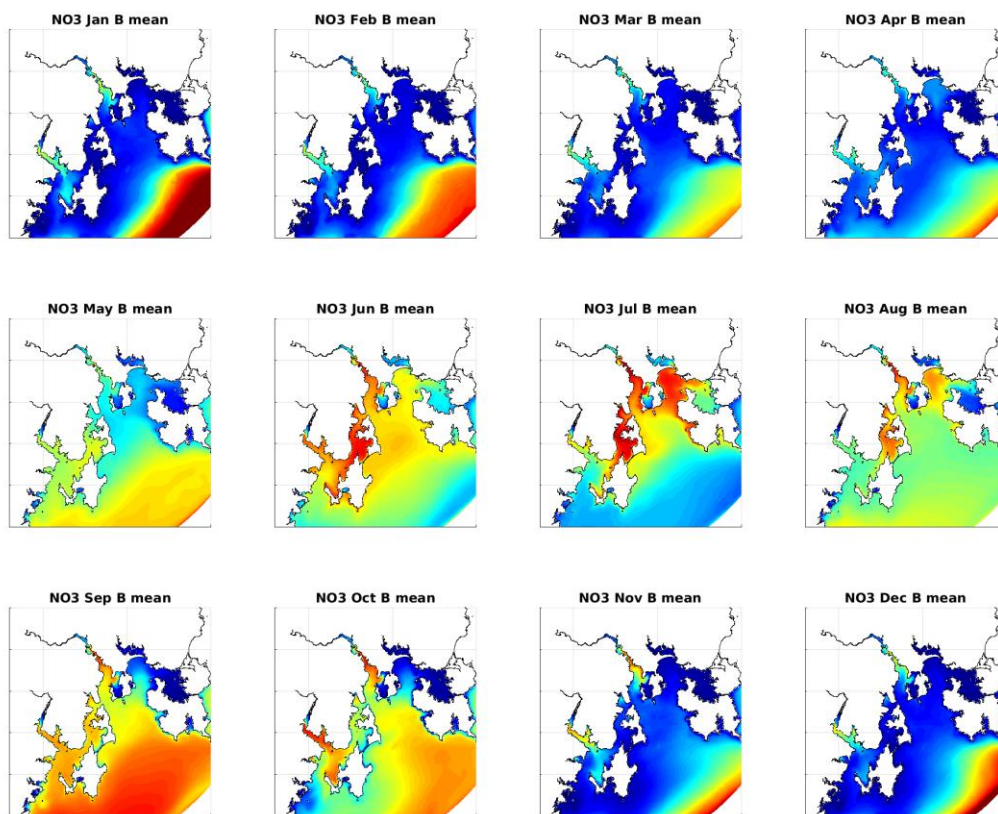 NO3 Jan B mean
NO3 Feb B mean
NO3 Mar B mean
NO3 Apr B mean
NO3 May B mean
NO3 Jun B mean
NO3 Jul B mean
NO3 Aug B mean
NO3 Sep B mean
NO3 Oct B mean
NO3 Nov B mean
NO3 Dec B mean